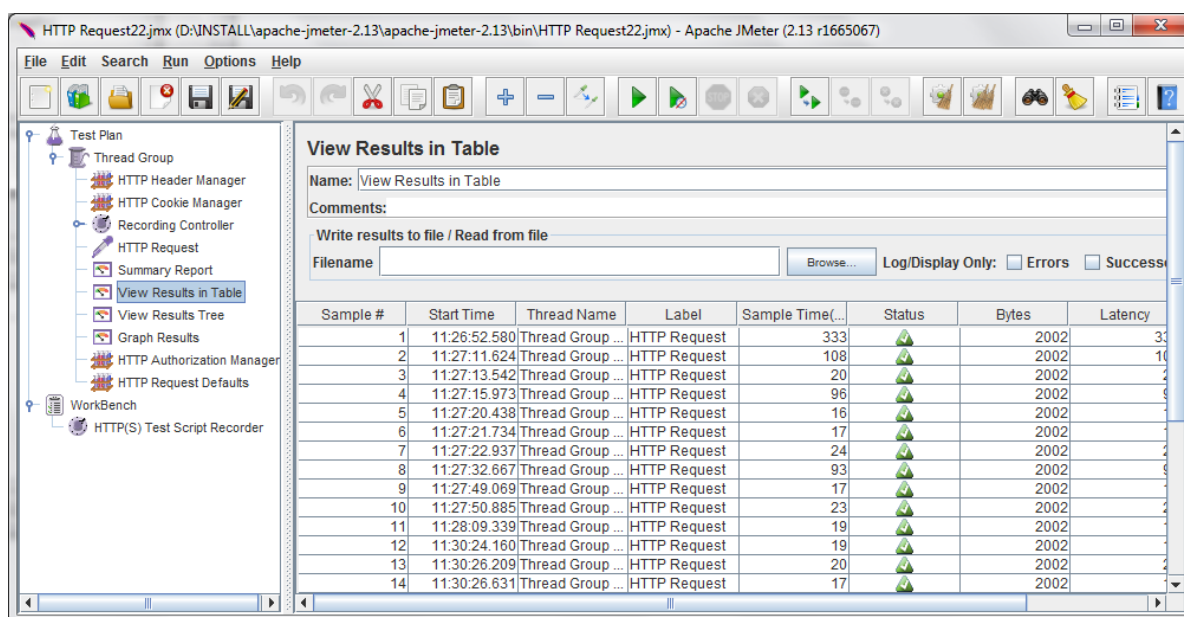 HTTP Request22.jmx (D:\INSTALL\apache-jmeter-2.13\apache-jmeter-2.13\bin\HTTP Request22.jmx) - Apache JMeter (2.13 r1665067)
File Edit Search Run Options Help
Test Plan
Thread Group
HTTP Header Manager
HTTP Cookie Manager
Recording Controller
HTTP Request
Summary Report
View Results in Table
View Results Tree
Graph Results
HTTP Authorization Manager
HTTP Request Defaults
WorkBench
HTTP(S) Test Script Recorder
View Results in Table
Name: View Results in Table
Comments:
Write results to file / Read from file
Filename Browse... Log/Display Only: Errors
Sample # Start Time Thread Name Label Sample Time(... Status Bytes Latency
1 11:26:52.580 Thread Group ... HTTP Request 333 2002
2 11:27:11.624 Thread Group ... HTTP Request 108 2002
3 11:27:13.542 Thread Group ... HTTP Request 20 2002
4 11:27:15.973 Thread Group ... HTTP Request 96 2002
5 11:27:20.438 Thread Group ... HTTP Request 16 2002
6 11:27:21.734 Thread Group ... HTTP Request 17 2002
7 11:27:22.937 Thread Group ... HTTP Request 24 2002
8 11:27:32.667 Thread Group ... HTTP Request 93 2002
9 11:27:49.069 Thread Group ... HTTP Request 17 2002
10 11:27:50.885 Thread Group ... HTTP Request 23 2002
11 11:28:09.339 Thread Group ... HTTP Request 19 2002
12 11:30:24.160 Thread Group ... HTTP Request 19 2002
13 11:30:26.209 Thread Group ... HTTP Request 20 2002
14 11:30:26.631 Thread Group ... HTTP Request 17 2002